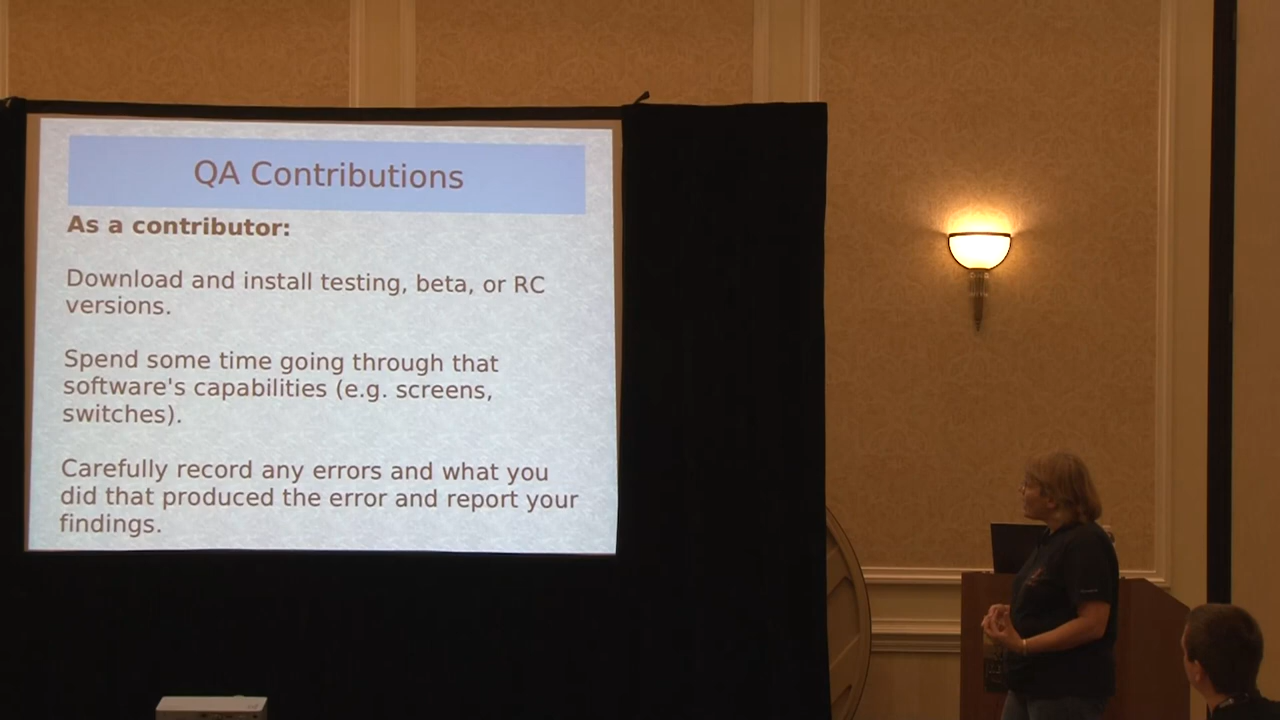 QA Contributions
As a contributor:
Download and install testing, beta, or RC
versions.
Spend some time going through that
software's capabilities (e.g. screens,
switches).
Carefully record any errors and what you
did that produced the error and report your
findings.